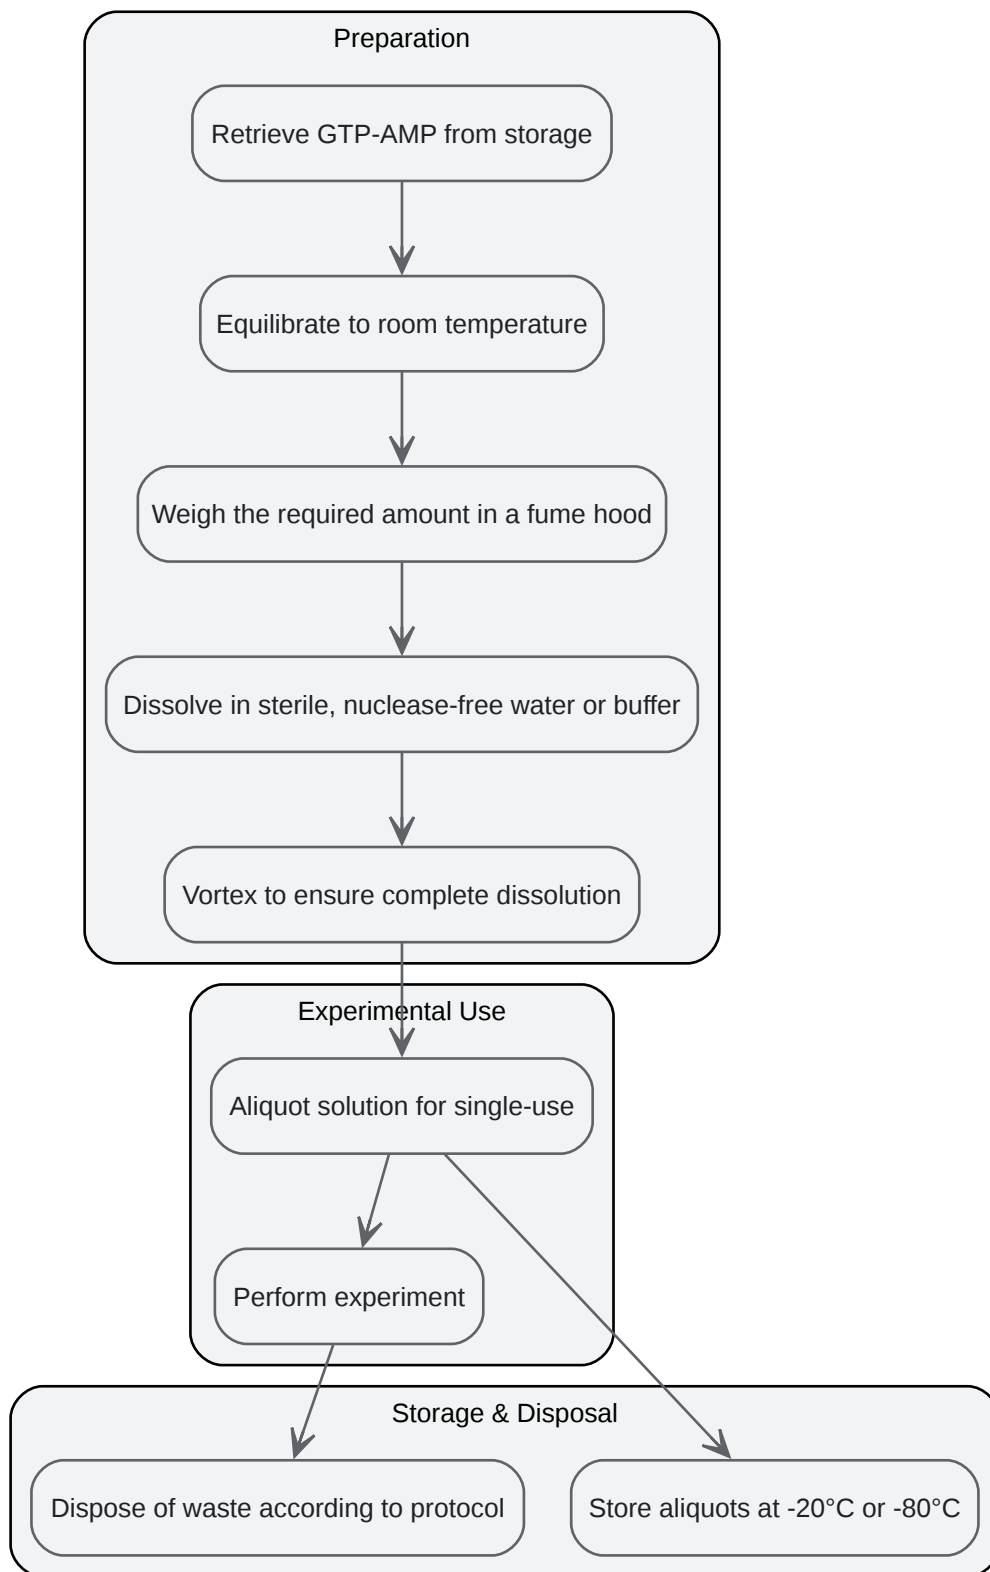 Preparation
Retrieve GTP-AMP from storage
Equilibrate to room temperature
Weigh the required amount in a fume hood
Dissolve in sterile, nuclease-free water or buffer
Vortex to ensure complete dissolution
Experimental Use
Aliquot solution for single-use
Perform experiment
Storage & Disposal
Dispose of waste according to protocol
Store aliquots at -20°C or -80°C